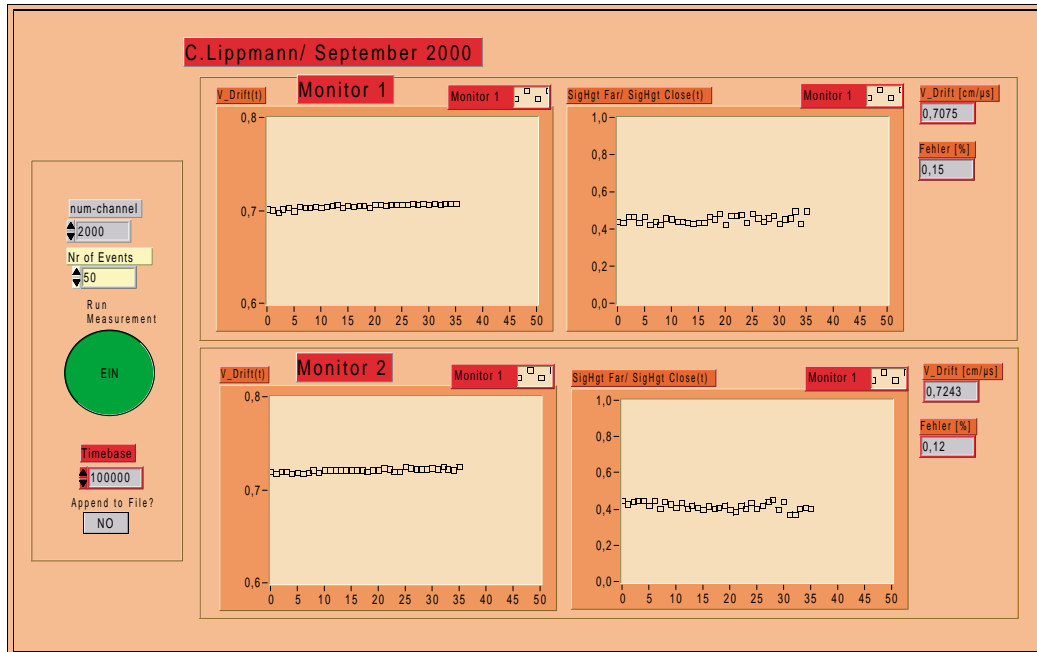 C.Lippmann/ September 2000
V_Drift(t)
Monitor 1
Monitor 1
0,8
0,7
0,6
0 5 10 15 20 25 30 35 40 45 50
SigHgt Far/ SigHgt Close(t)
Monitor 1
1,0
0,8
0,6
0,4
0,2
0,0
0 5 10 15 20 25 30 35 40 45 50
V_Drift [cm/µs]
0,7075
Fehler [%]
0,15
num-channel
2000
Nr of Events
50
Run
Measurement
EIN
Timebase
100000
Append to File?
NO
V_Drift(t)
Monitor 2
Monitor 1
0,8
0,7
0,6
0 5 10 15 20 25 30 35 40 45 50
SigHgt Far/ SigHgt Close(t)
Monitor 1
1,0
0,8
0,6
0,4
0,2
0,0
0 5 10 15 20 25 30 35 40 45 50
V_Drift [cm/µs]
0,7243
Fehler [%]
0,12